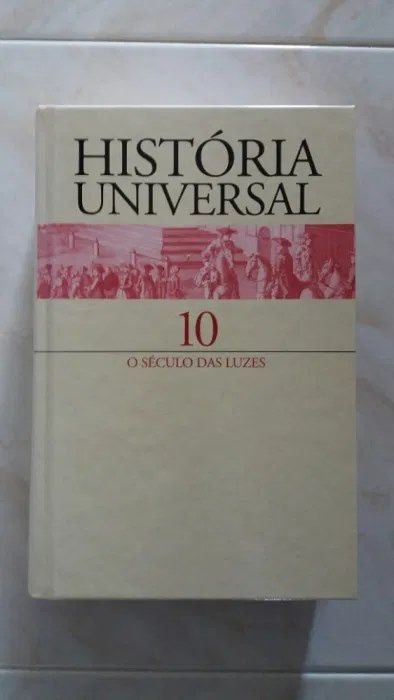 HISTÓRIA
UNIVERSAL
10
O SÉCULO DAS LUZES